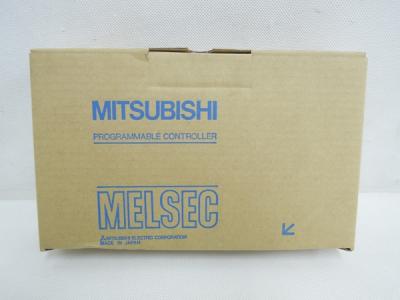 MITSUBISHI
PROGRAMMABLE CONTROLLER
MELSEC
MITSUBISHI ELECTRIC CORPORATION
MADE IN JAPAN